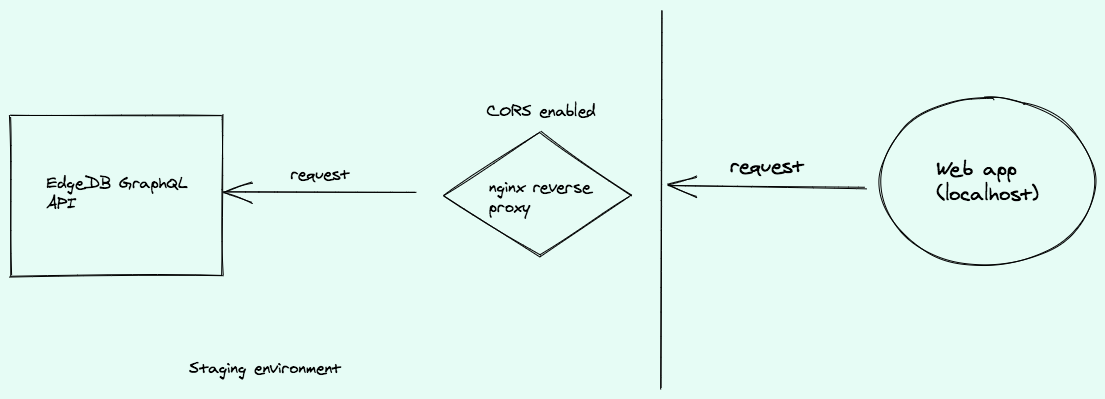 CORS enabled
EdgeDB GraphQL
API
request
nginx reverse
proxy
request
Web app
(localhost)
Staging environment